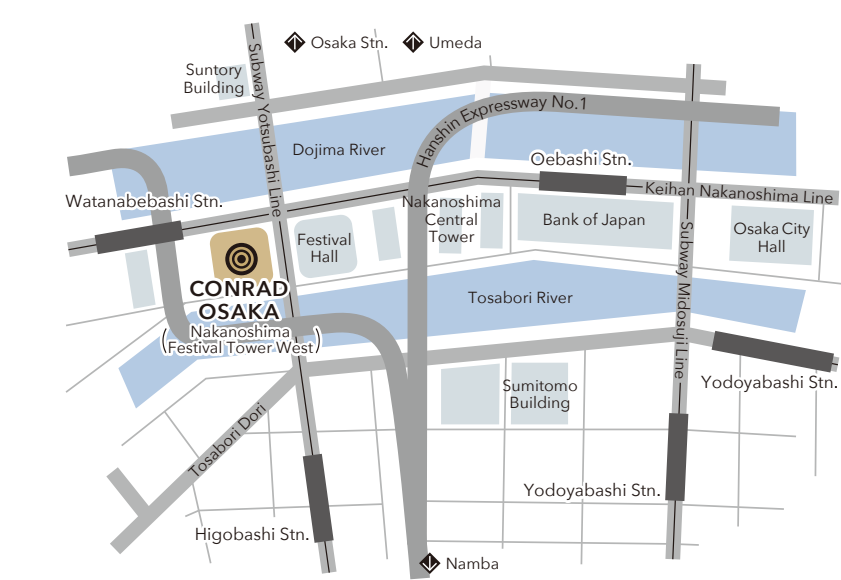 Osaka Stn.
Umeda
Suntory
Building
Subway Yotsubashi Line
Hanshin Expressway No.1
Dojima River
Oebashi Stn.
Keihan Nakanoshima Line
Watanabebashi Stn.
Nakanoshima
Central
Tower
Bank of Japan
Osaka City
Hall
Festival
Hall
Subway Midosuji Line
CONRAD
OSAKA
Nakanoshima
(Festival Tower West)
Tosabori River
Yodoyabashi Stn.
Sumitomo
Building
Tosabori Dori
Yodoyabashi Stn.
Higobashi Stn.
Namba